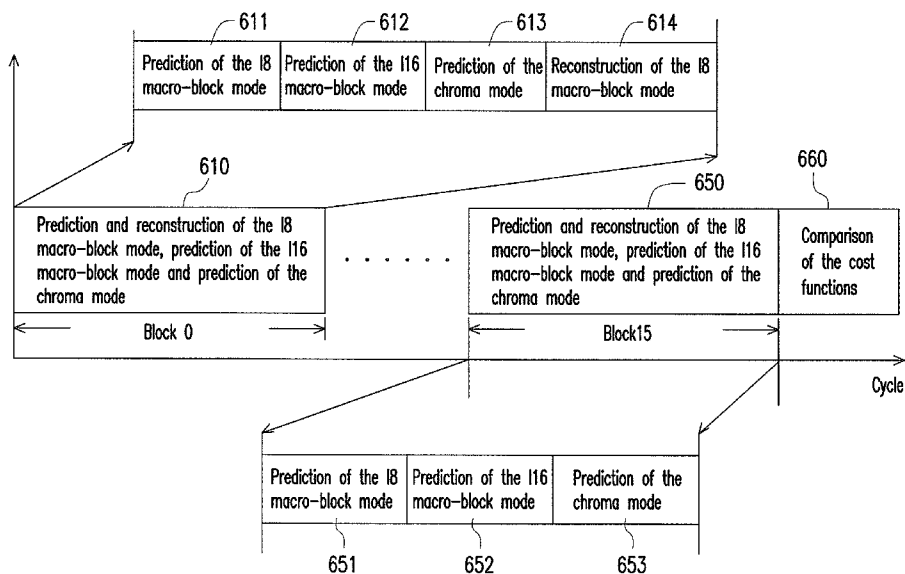 611
612
613
614
Prediction of the I8
macro-block mode
Prediction of the I16
macro-block mode
Prediction of the
chroma mode
Reconstruction of the I8
macro-block mode
610
650
660
Prediction and reconstruction of the I8
macro-block mode, prediction of the I16
macro-block mode and prediction of the
chroma mode
. . . . . .
Prediction and reconstruction of the I8
macro-block mode, prediction of the I16
macro-block mode and prediction of the
chroma mode
Comparison
of the cost
functions
Block 0
Block15
Cycle
Prediction of the I8
macro-block mode
Prediction of the I16
macro-block mode
Prediction of the
chroma mode
651
652
653